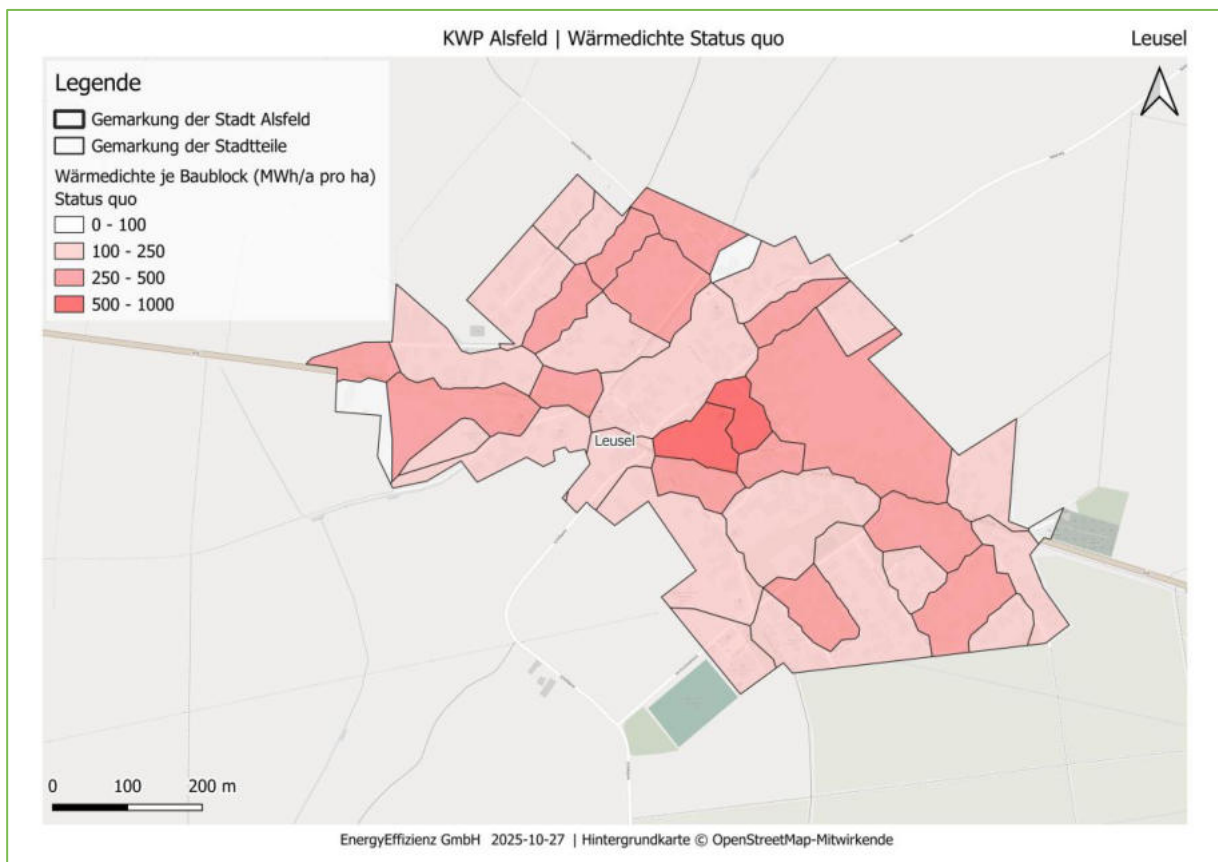 KWP Alsfeld | Wärmedichte Status quo
Leusel
Legende
Gemarkung der Stadt Alsfeld
Gemarkung der Stadtteile
Wärmedichte je Baublock (MWh/a pro ha)
Status quo
0 - 100
100 - 250
250 - 500
500 - 1000
Leusel
0 100 200 m
EnergyEffizienz GmbH 2025-10-27 | Hintergrundkarte © OpenStreetMap-Mitwirkende